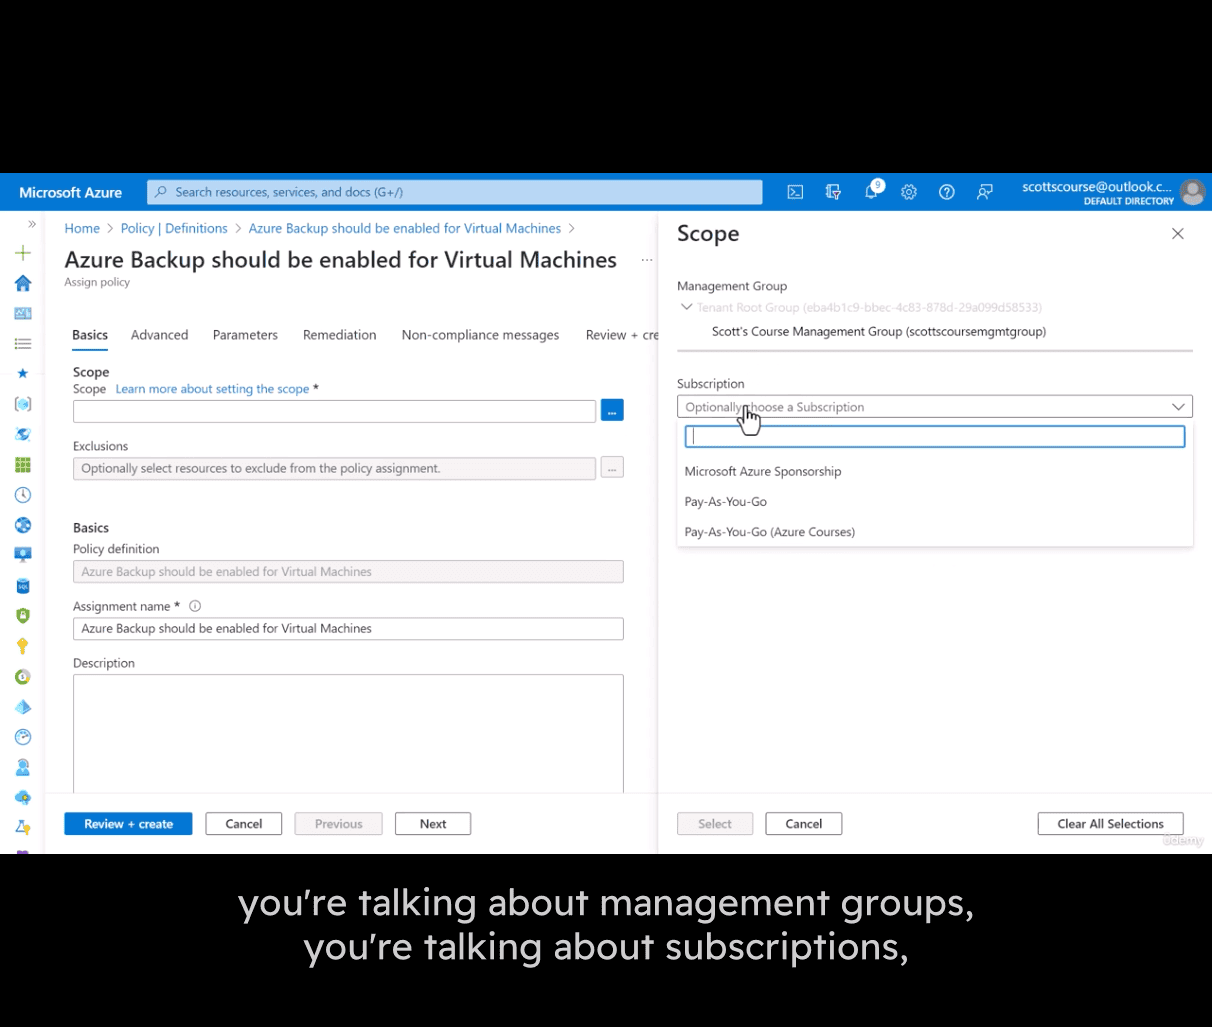 Microsoft Azure
Search resources, services, and docs (G+/)
9
scottscourse@outlook.c...
DEFAULT DIRECTORY
Home > Policy | Definitions > Azure Backup should be enabled for Virtual Machines >
Azure Backup should be enabled for Virtual Machines ...
Assign policy
Basics Advanced Parameters Remediation Non-compliance messages Review + cre
Scope
Scope Learn more about setting the scope *
...
Exclusions
Optionally select resources to exclude from the policy assignment.
...
Basics
Policy definition
Azure Backup should be enabled for Virtual Machines
Assignment name *
Azure Backup should be enabled for Virtual Machines
Description
Review + create Cancel Previous Next
Scope
Management Group
Tenant Root Group (eba4b1c9-bbec-4c83-878d-29a099d58533)
Scott's Course Management Group (scottscoursemgmtgroup)
Subscription
Optionally choose a Subscription
Microsoft Azure Sponsorship
Pay-As-You-Go
Pay-As-You-Go (Azure Courses)
Select Cancel Clear All Selections
Udemy
you're talking about management groups,
you're talking about subscriptions,